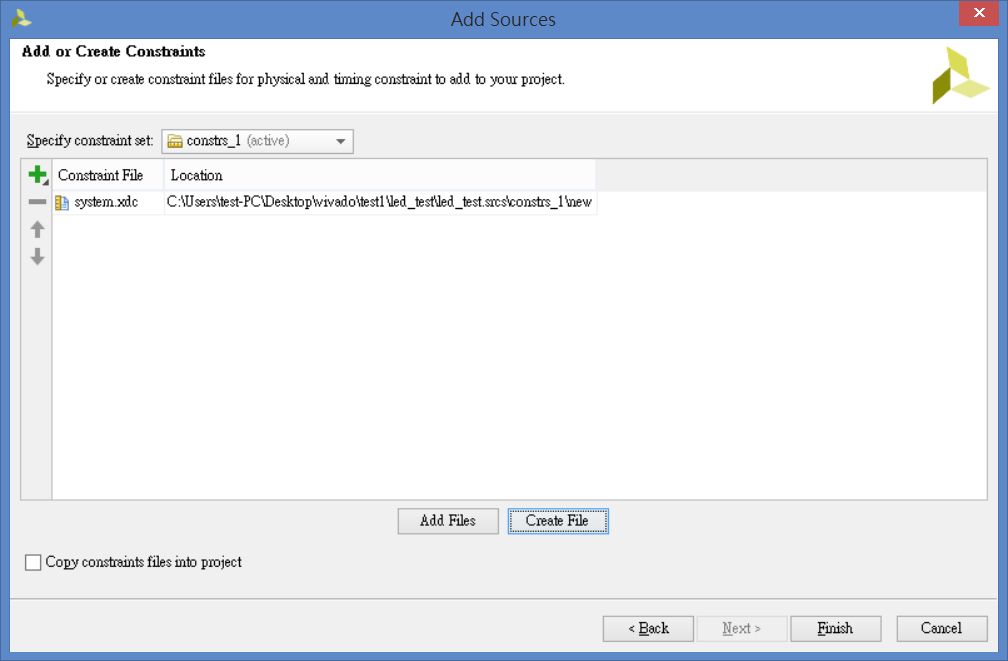 Add Sources
Add or Create Constraints
Specify or create constraint files for physical and timing constraint to add to your project.
Specify constraint set: constrs_1 (active)
Constraint File Location
system.xdc C:\Users\test-PC\Desktop\vivado\test1\led_test\led_test.srcs\constrs_1\new
Add Files Create File
Copy constraints files into project
< Back Next > Finish Cancel